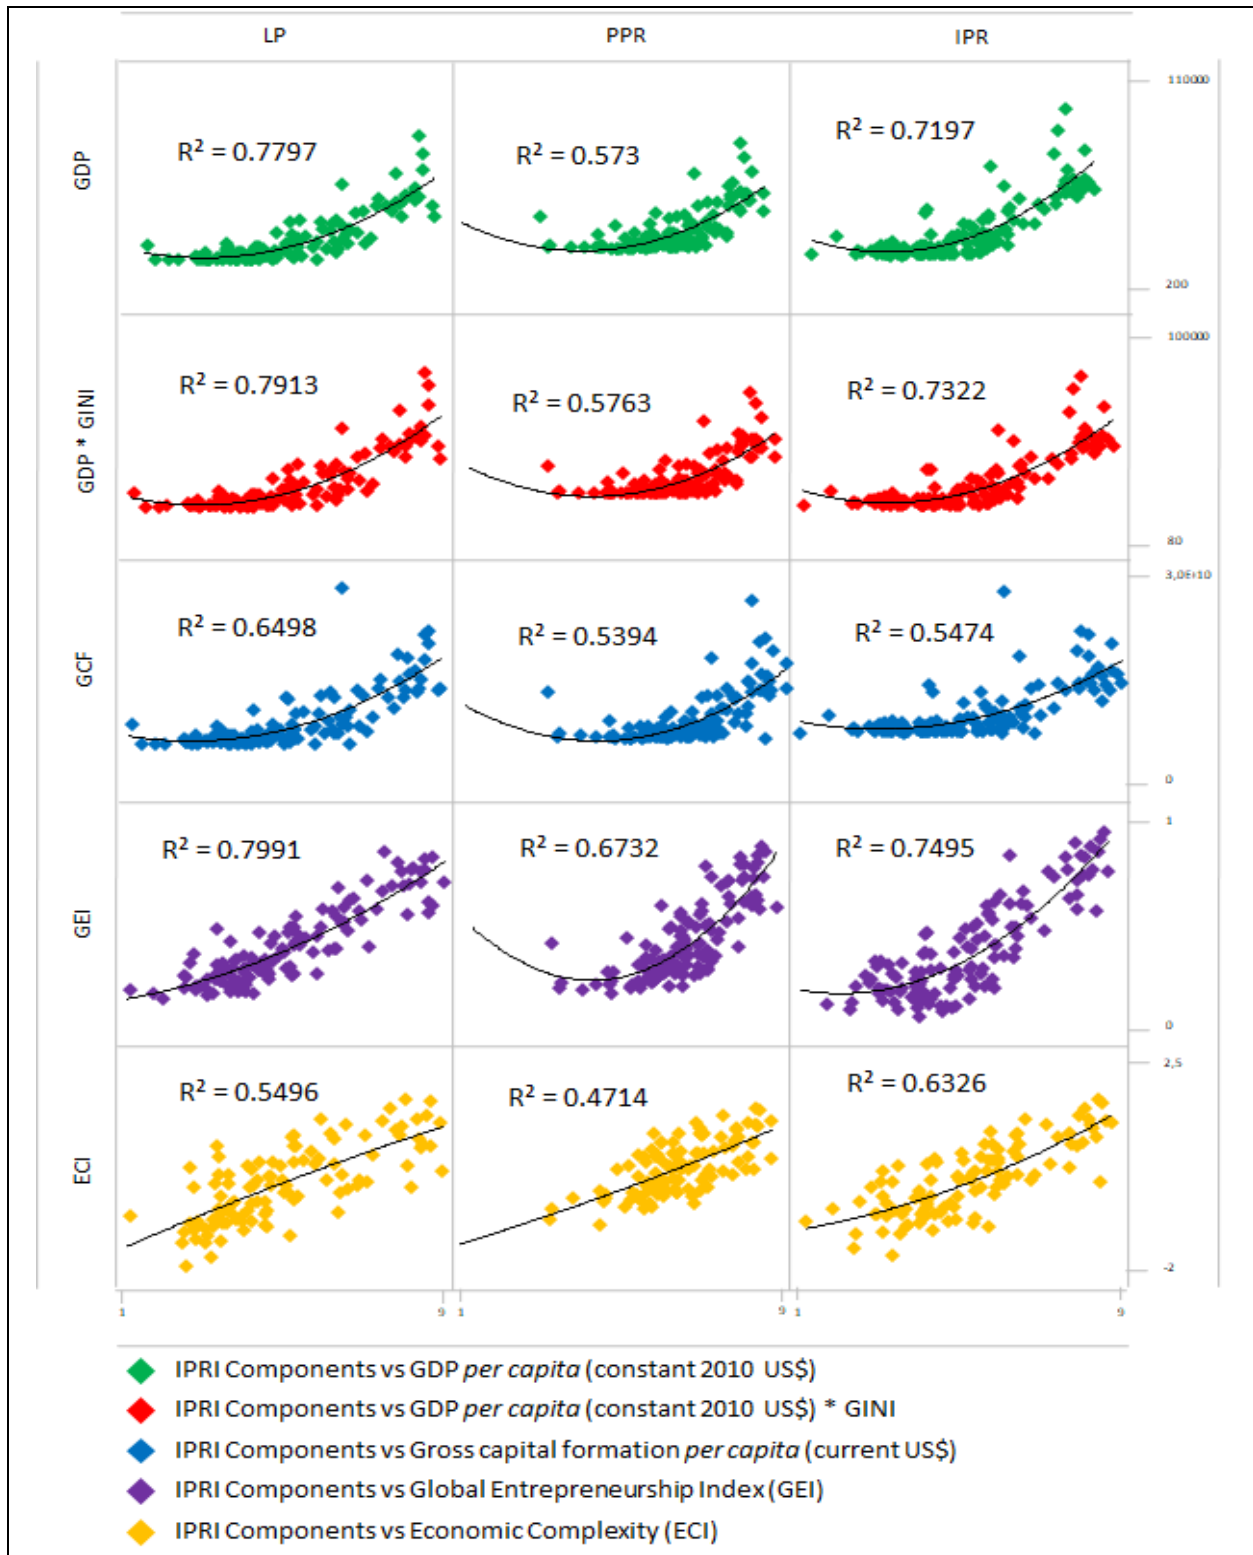 LP PPR IPR
110000
GDP
R² = 0.7797 R² = 0.573 R² = 0.7197
200
100000
GDP * GINI
R² = 0.7913 R² = 0.5763 R² = 0.7322
80
3,0E+10
GCF
R² = 0.6498 R² = 0.5394 R² = 0.5474
0
1
GEI
R² = 0.7991 R² = 0.6732 R² = 0.7495
0
2,5
ECI
R² = 0.5496 R² = 0.4714 R² = 0.6326
-2
1 9 1 9 1 9
IPRI Components vs GDP per capita (constant 2010 US$)
IPRI Components vs GDP per capita (constant 2010 US$) * GINI
IPRI Components vs Gross capital formation per capita (current US$)
IPRI Components vs Global Entrepreneurship Index (GEI)
IPRI Components vs Economic Complexity (ECI)